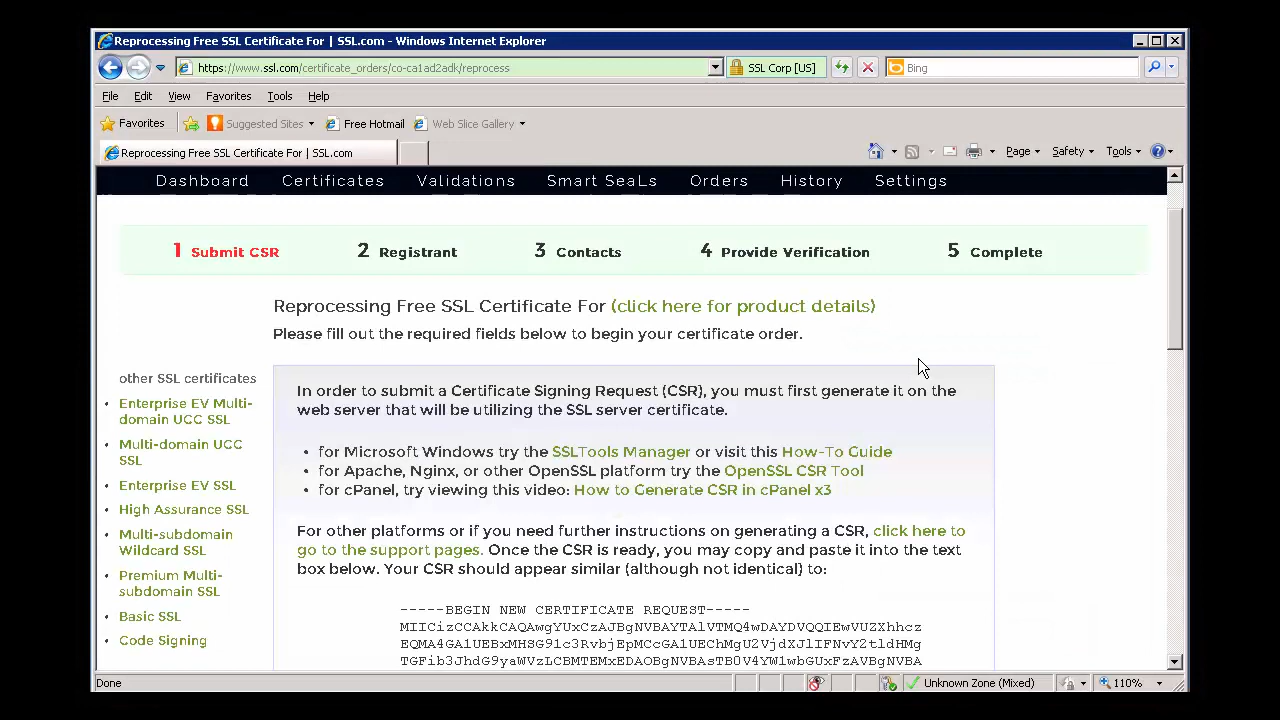 Reprocessing Free SSL Certificate For | SSL.com - Windows Internet Explorer
https://www.ssl.com/certificate_orders/co-ca1ad2adk/reprocess
SSL Corp [US]
Bing
File Edit View Favorites Tools Help
Favorites Suggested Sites Free Hotmail Web Slice Gallery
Reprocessing Free SSL Certificate For | SSL.com
Page Safety Tools
Dashboard Certificates Validations Smart SeaLs Orders History Settings
1 Submit CSR 2 Registrant 3 Contacts 4 Provide Verification 5 Complete
Reprocessing Free SSL Certificate For (click here for product details)
Please fill out the required fields below to begin your certificate order.
other SSL certificates
• Enterprise EV Multi-
domain UCC SSL
• Multi-domain UCC
SSL
• Enterprise EV SSL
• High Assurance SSL
• Multi-subdomain
Wildcard SSL
• Premium Multi-
subdomain SSL
• Basic SSL
• Code Signing
In order to submit a Certificate Signing Request (CSR), you must first generate it on the
web server that will be utilizing the SSL server certificate.
• for Microsoft Windows try the SSLTools Manager or visit this How-To Guide
• for Apache, Nginx, or other OpenSSL platform try the OpenSSL CSR Tool
• for cPanel, try viewing this video: How to Generate CSR in cPanel x3
For other platforms or if you need further instructions on generating a CSR, click here to
go to the support pages. Once the CSR is ready, you may copy and paste it into the text
box below. Your CSR should appear similar (although not identical) to:
-----BEGIN NEW CERTIFICATE REQUEST-----
Done
Unknown Zone (Mixed)
110%